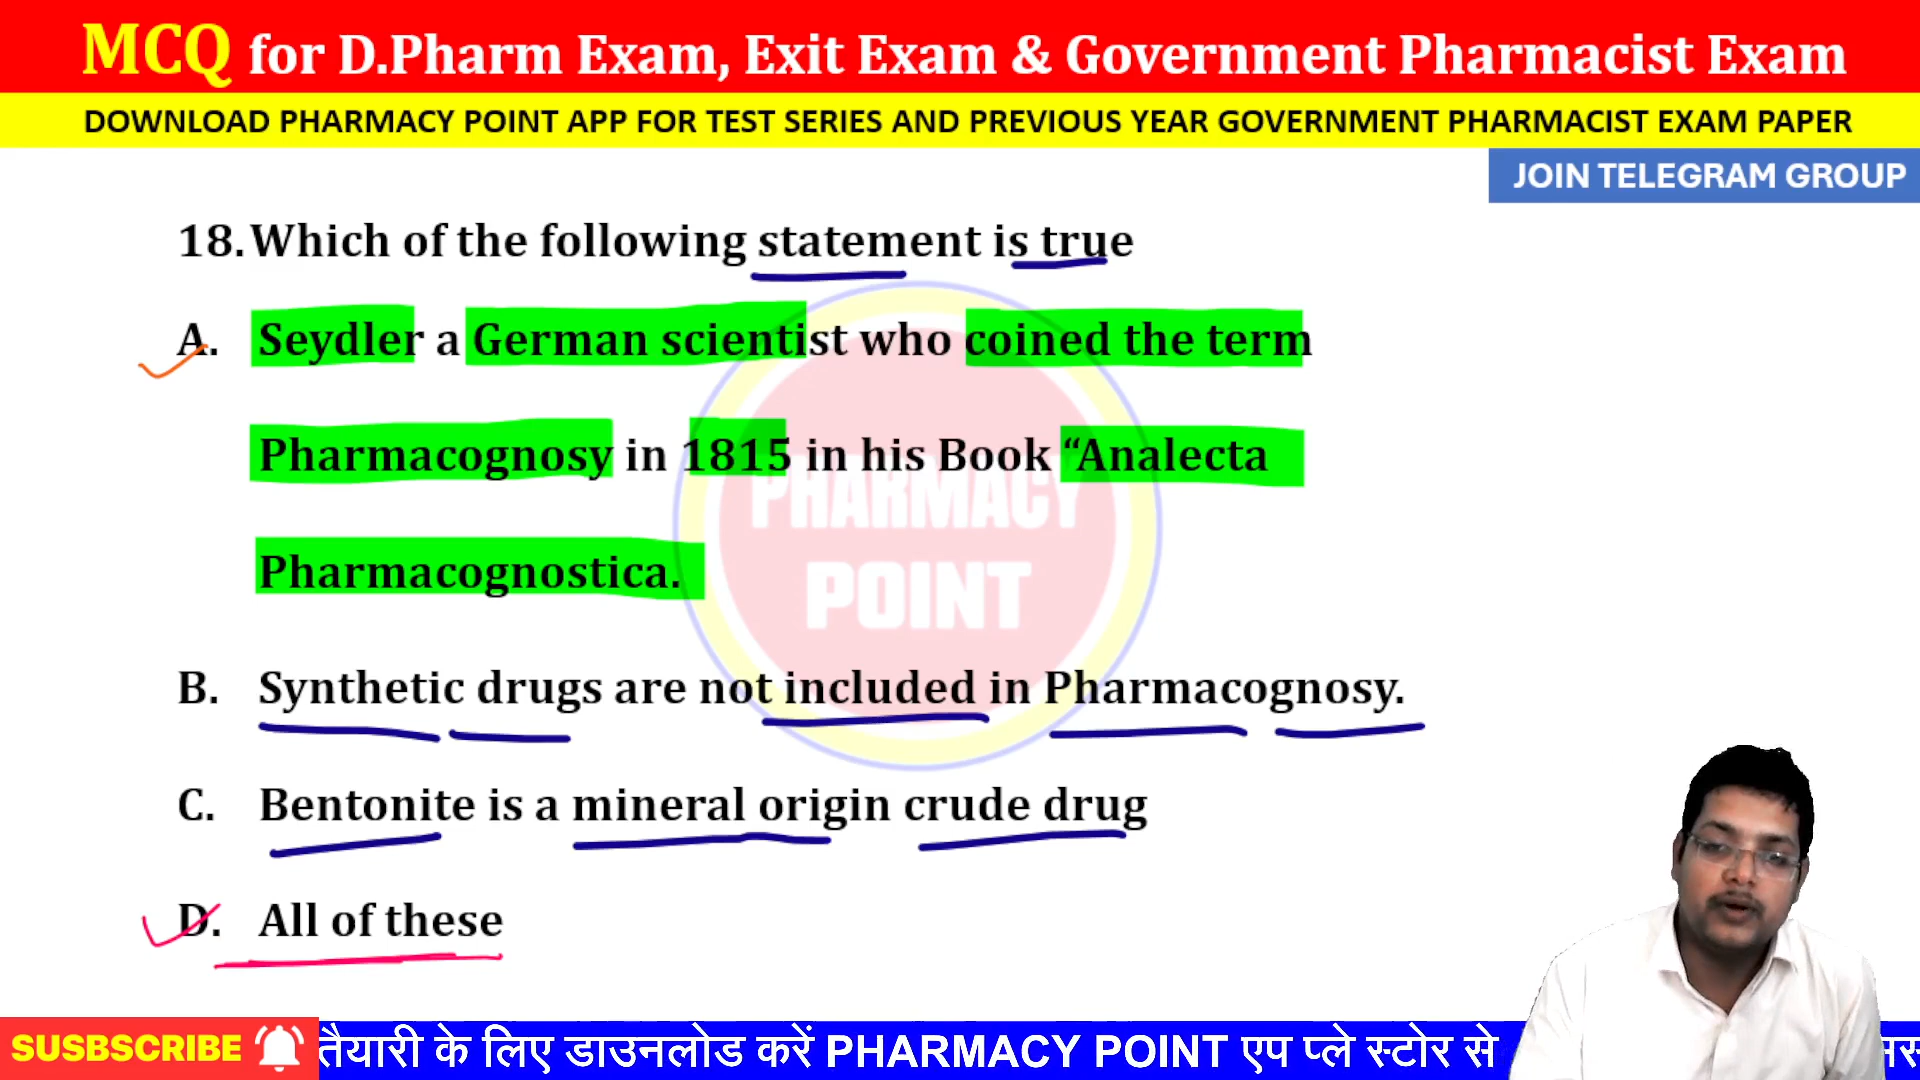 MCQ for D.Pharm Exam, Exit Exam & Government Pharmacist Exam
DOWNLOAD PHARMACY POINT APP FOR TEST SERIES AND PREVIOUS YEAR GOVERNMENT PHARMACIST EXAM PAPER
JOIN TELEGRAM GROUP
18. Which of the following statement is true
A. Seydler a German scientist who coined the term
Pharmacognosy in 1815 in his Book “Analecta
Pharmacognostica.
PHARMACY
POINT
B. Synthetic drugs are not included in Pharmacognosy.
C. Bentonite is a mineral origin crude drug
D. All of these
SUSBSCRIBE तैयारी के लिए डाउनलोड करें PHARMACY POINT एप प्ले स्टोर से